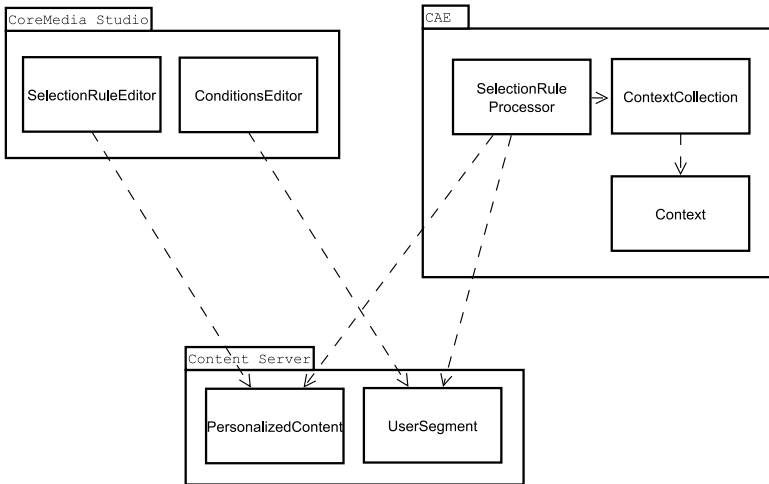 CoreMedia Studio
SelectionRuleEditor
ConditionsEditor
CAE
SelectionRule
Processor
ContextCollection
Context
Content Server
PersonalizedContent
UserSegment